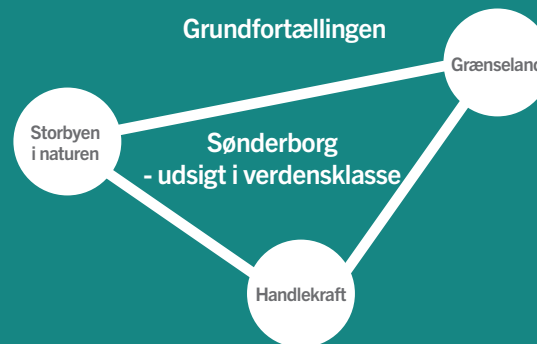 Grundfortællingen
Grænseland
Storbyen
i naturen
Sønderborg
- udsigt i verdensklasse
Handlekraft